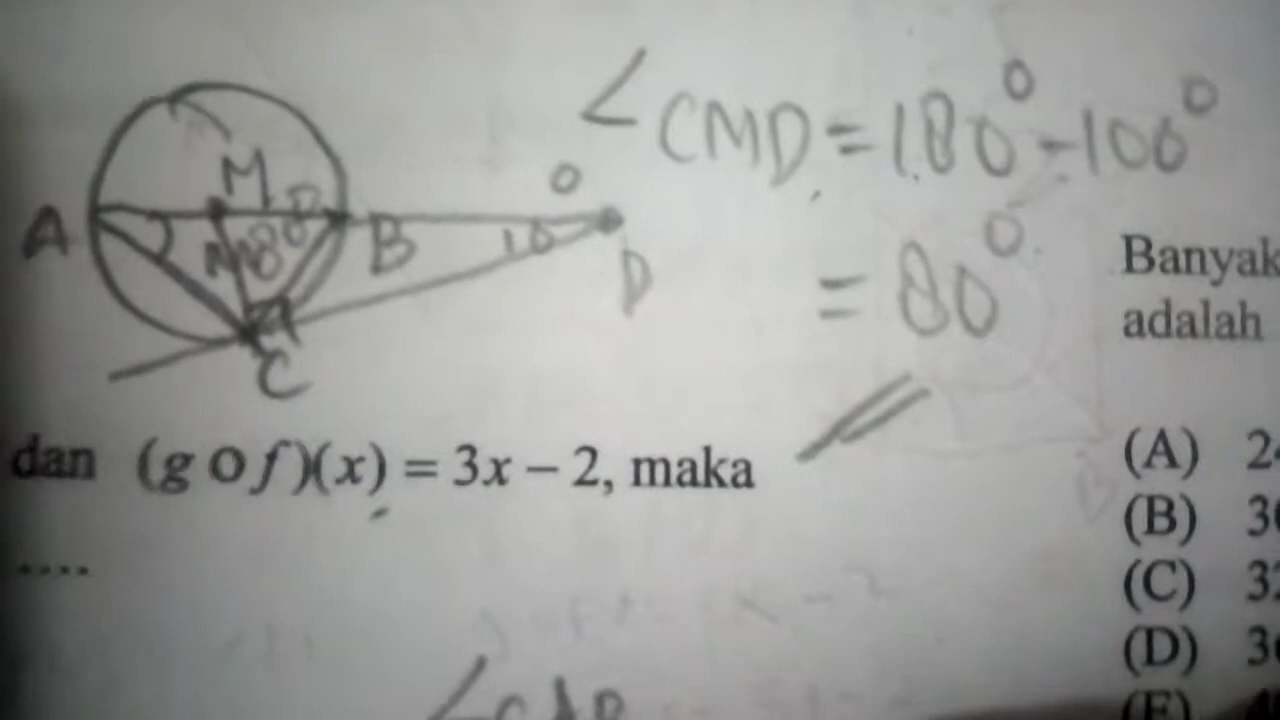 M
A
B
80
10°
D
C
∠CMD = 180° - 100°
= 80°
dan (g o f)(x) = 3x – 2, maka
....
Banyak
adalah
(A)
(B)
(C)
(D)
(E)